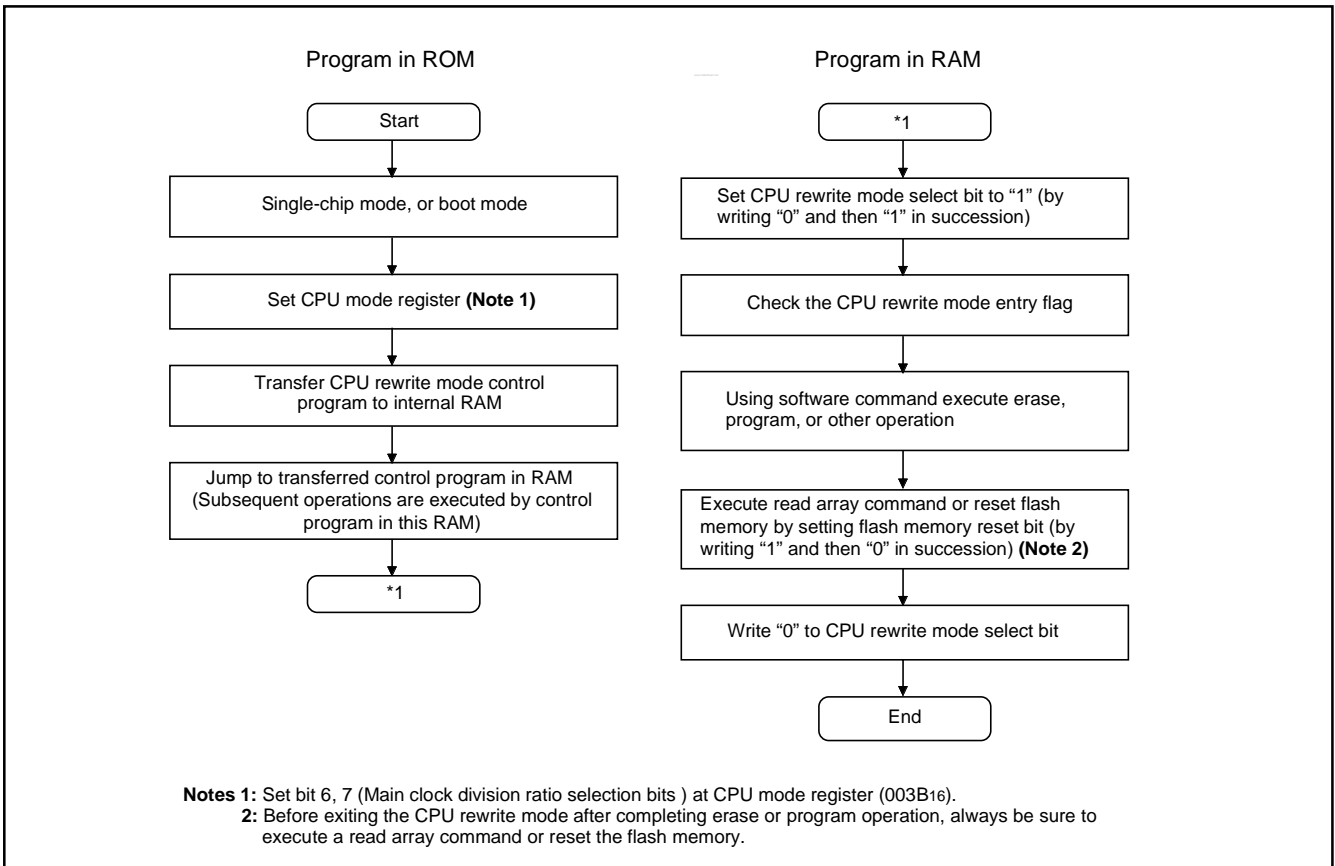 Program in ROM
Start
Single-chip mode, or boot mode
Set CPU mode register (Note 1)
Transfer CPU rewrite mode control
program to internal RAM
Jump to transferred control program in RAM
(Subsequent operations are executed by control
program in this RAM)
*1
Program in RAM
*1
Set CPU rewrite mode select bit to “1” (by
writing “0” and then “1” in succession)
Check the CPU rewrite mode entry flag
Using software command execute erase,
program, or other operation
Execute read array command or reset flash
memory by setting flash memory reset bit (by
writing “1” and then “0” in succession) (Note 2)
Write “0” to CPU rewrite mode select bit
End
Notes 1: Set bit 6, 7 (Main clock division ratio selection bits ) at CPU mode register (003B16).
2: Before exiting the CPU rewrite mode after completing erase or program operation, always be sure to
execute a read array command or reset the flash memory.